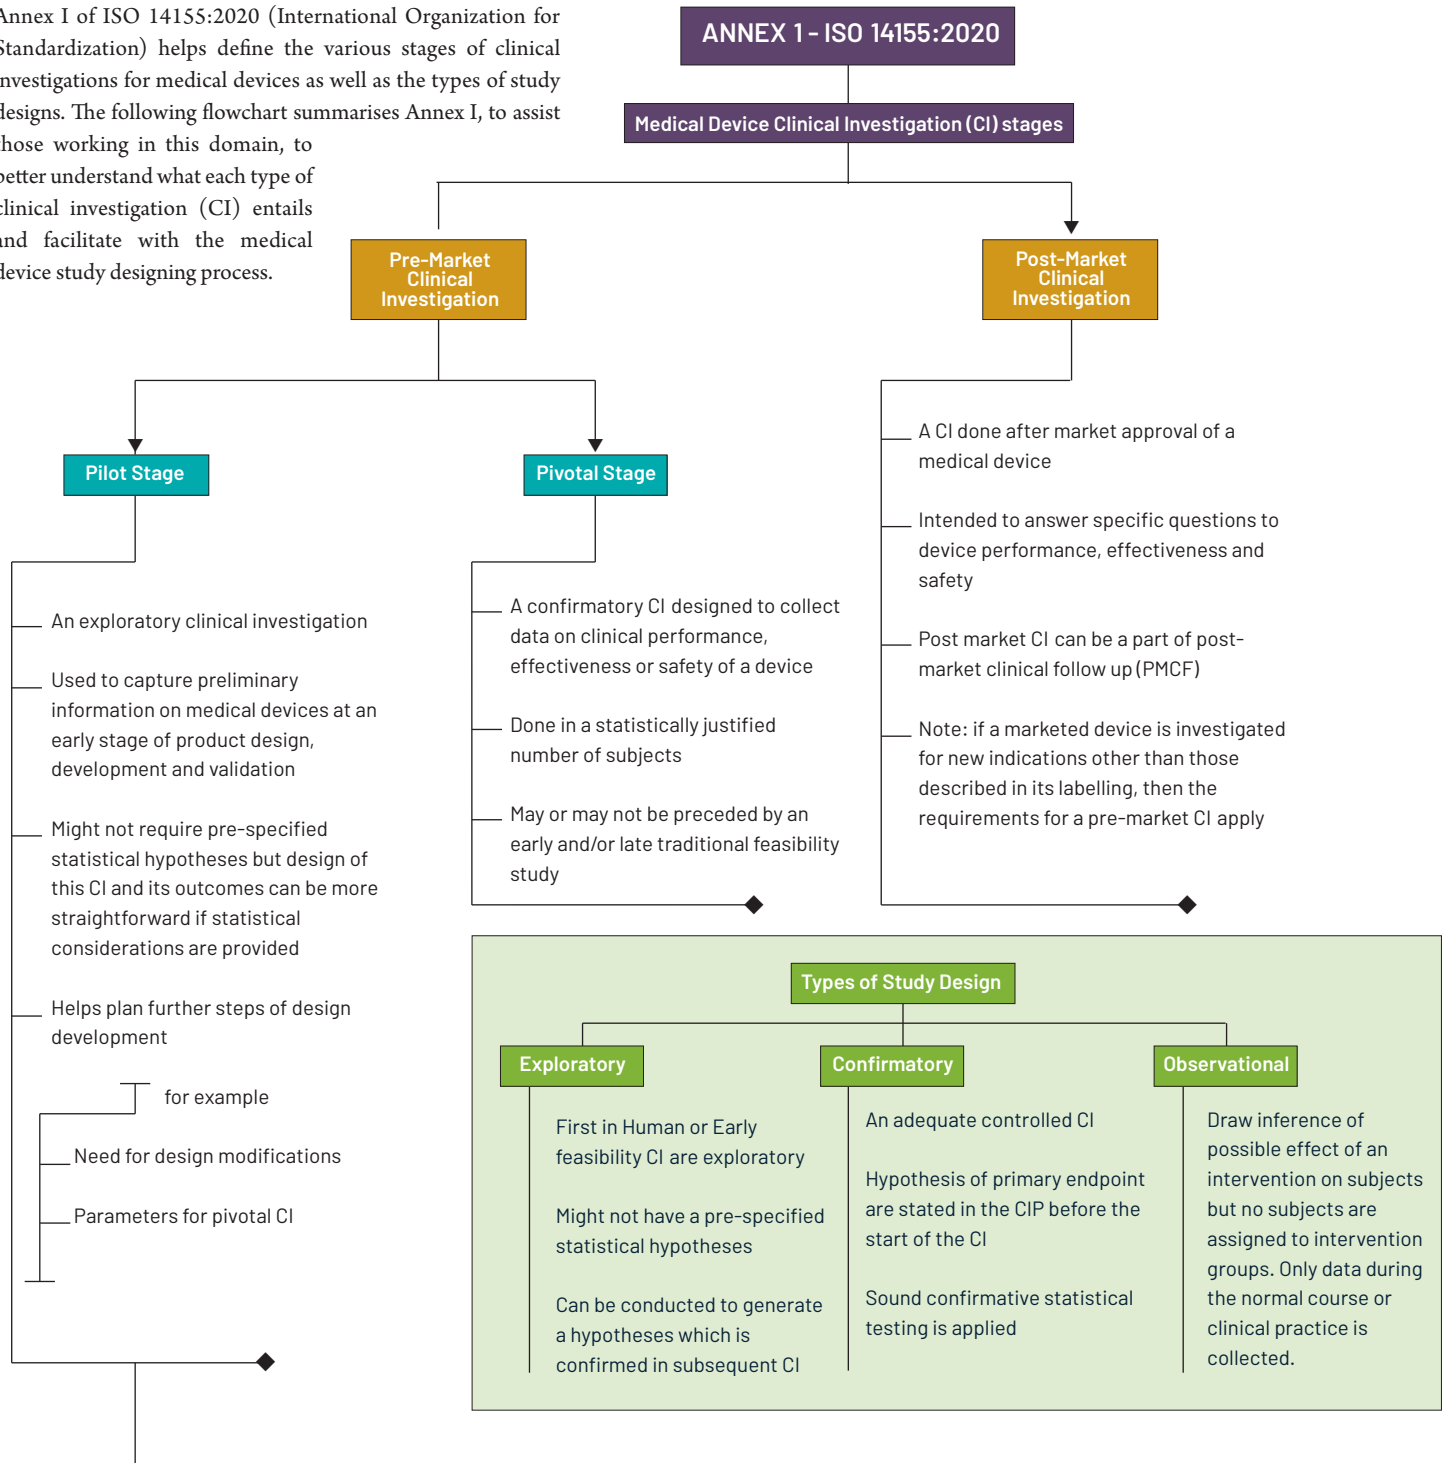 Annex I of ISO 14155:2020 (International Organization for
Standardization) helps define the various stages of clinical
investigations for medical devices as well as the types of study
designs. The following flowchart summarises Annex I, to assist
those working in this domain, to
better understand what each type of
clinical investigation (CI) entails
and facilitate with the medical
device study designing process.
ANNEX 1 - ISO 14155:2020
Medical Device Clinical Investigation (CI) stages
Pre-Market
Clinical
Investigation
Post-Market
Clinical
Investigation
Pilot Stage
An exploratory clinical investigation
Used to capture preliminary
information on medical devices at an
early stage of product design,
development and validation
Might not require pre-specified
statistical hypotheses but design of
this CI and its outcomes can be more
straightforward if statistical
considerations are provided
Helps plan further steps of design
development
for example
Need for design modifications
Parameters for pivotal CI
Pivotal Stage
A confirmatory CI designed to collect
data on clinical performance,
effectiveness or safety of a device
Done in a statistically justified
number of subjects
May or may not be preceded by an
early and/or late traditional feasibility
study
A CI done after market approval of a
medical device
Intended to answer specific questions to
device performance, effectiveness and
safety
Post market CI can be a part of post-
market clinical follow up (PMCF)
Note: if a marketed device is investigated
for new indications other than those
described in its labelling, then the
requirements for a pre-market CI apply
Types of Study Design
Exploratory
First in Human or Early
feasibility CI are exploratory
Might not have a pre-specified
statistical hypotheses
Can be conducted to generate
a hypotheses which is
confirmed in subsequent CI
Confirmatory
An adequate controlled CI
Hypothesis of primary endpoint
are stated in the CIP before the
start of the CI
Sound confirmative statistical
testing is applied
Observational
Draw inference of
possible effect of an
intervention on subjects
but no subjects are
assigned to intervention
groups. Only data during
the normal course or
clinical practice is
collected.